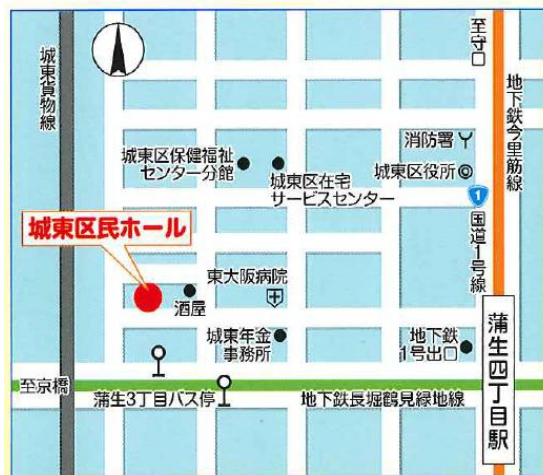 城東貨物線
至守口
地下鉄今里筋線
消防署
城東区役所
城東区保健福祉
センター分館
城東区在宅
サービスセンター
1
国道1号線
城東区民ホール
酒屋
東大阪病院
城東年金
事務所
地下鉄
1号出口
蒲生四丁目駅
至京橋
蒲生3丁目バス停
地下鉄長堀鶴見緑地線